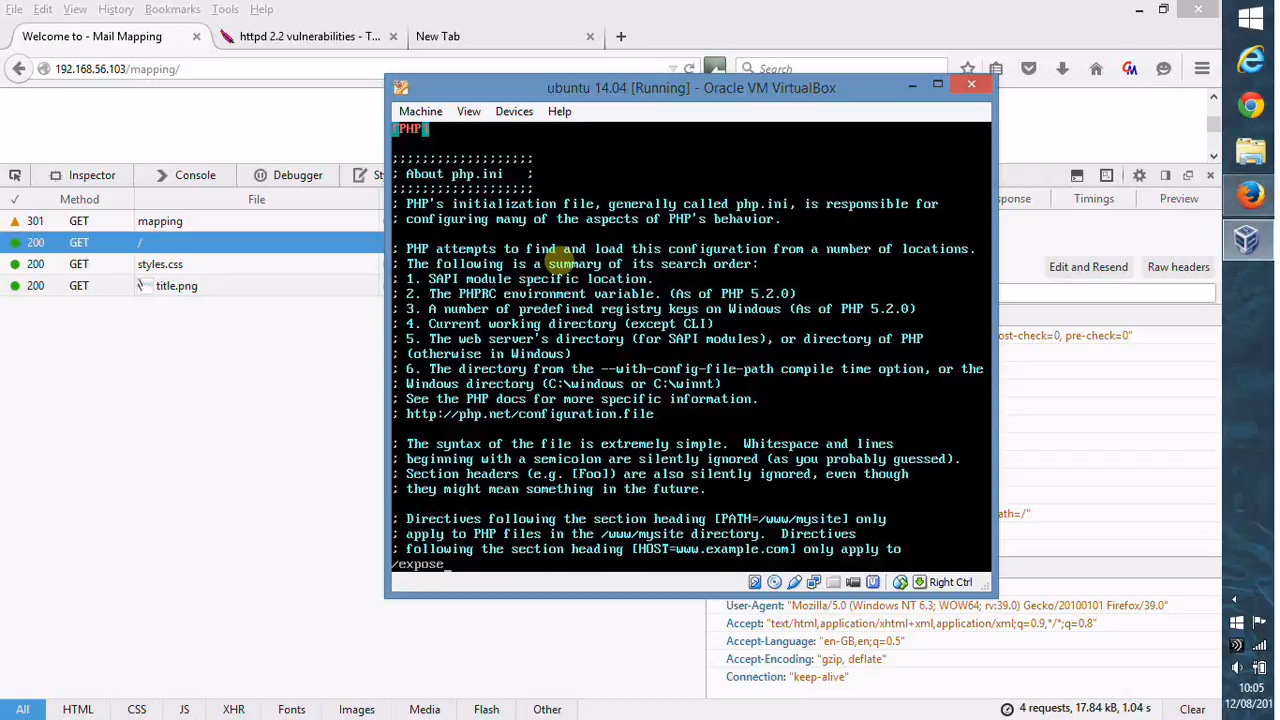 File Edit View History Bookmarks Tools Help
Welcome to - Mail Mapping
httpd 2.2 vulnerabilities - T...
New Tab
192.168.56.103/mapping/
Search
ubuntu 14.04 [Running] - Oracle VM VirtualBox
Machine View Devices Help
[PHP]
;;;;;;;;;;;;;;;;;;;
; About php.ini   ;
;;;;;;;;;;;;;;;;;;;
; PHP's initialization file, generally called php.ini, is responsible for
; configuring many of the aspects of PHP's behavior.
; PHP attempts to find and load this configuration from a number of locations.
; The following is a summary of its search order:
; 1. SAPI module specific location.
; 2. The PHPRC environment variable. (As of PHP 5.2.0)
; 3. A number of predefined registry keys on Windows (As of PHP 5.2.0)
; 4. Current working directory (except CLI)
; 5. The web server's directory (for SAPI modules), or directory of PHP
; (otherwise in Windows)
; 6. The directory from the --with-config-file-path compile time option, or the
; Windows directory (C:\windows or C:\winnt)
; See the PHP docs for more specific information.
; http://php.net/configuration.file
; The syntax of the file is extremely simple.  Whitespace and lines
; beginning with a semicolon are silently ignored (as you probably guessed).
; Section headers (e.g. [Foo]) are also silently ignored, even though
; they might mean something in the future.
; Directives following the section heading [PATH=/www/mysite] only
; apply to PHP files in the /www/mysite directory.  Directives
; following the section heading [HOST=www.example.com] only apply to
/expose
Right Ctrl
Inspector Console Debugger St
✓ Method File
301 GET mapping
200 GET /
200 GET styles.css
200 GET title.png
ponse Timings Preview
Edit and Resend Raw headers
ost-check=0, pre-check=0"
ath=/"
User-Agent: "Mozilla/5.0 (Windows NT 6.3; WOW64; rv:39.0) Gecko/20100101 Firefox/39.0"
Accept: "text/html,application/xhtml+xml,application/xml;q=0.9,*/*;q=0.8"
Accept-Language: "en-GB,en;q=0.5"
Accept-Encoding: "gzip, deflate"
Connection: "keep-alive"
All HTML CSS JS XHR Fonts Images Media Flash Other
4 requests, 17.84 KB, 1.04 s
Clear
10:05
12/08/201